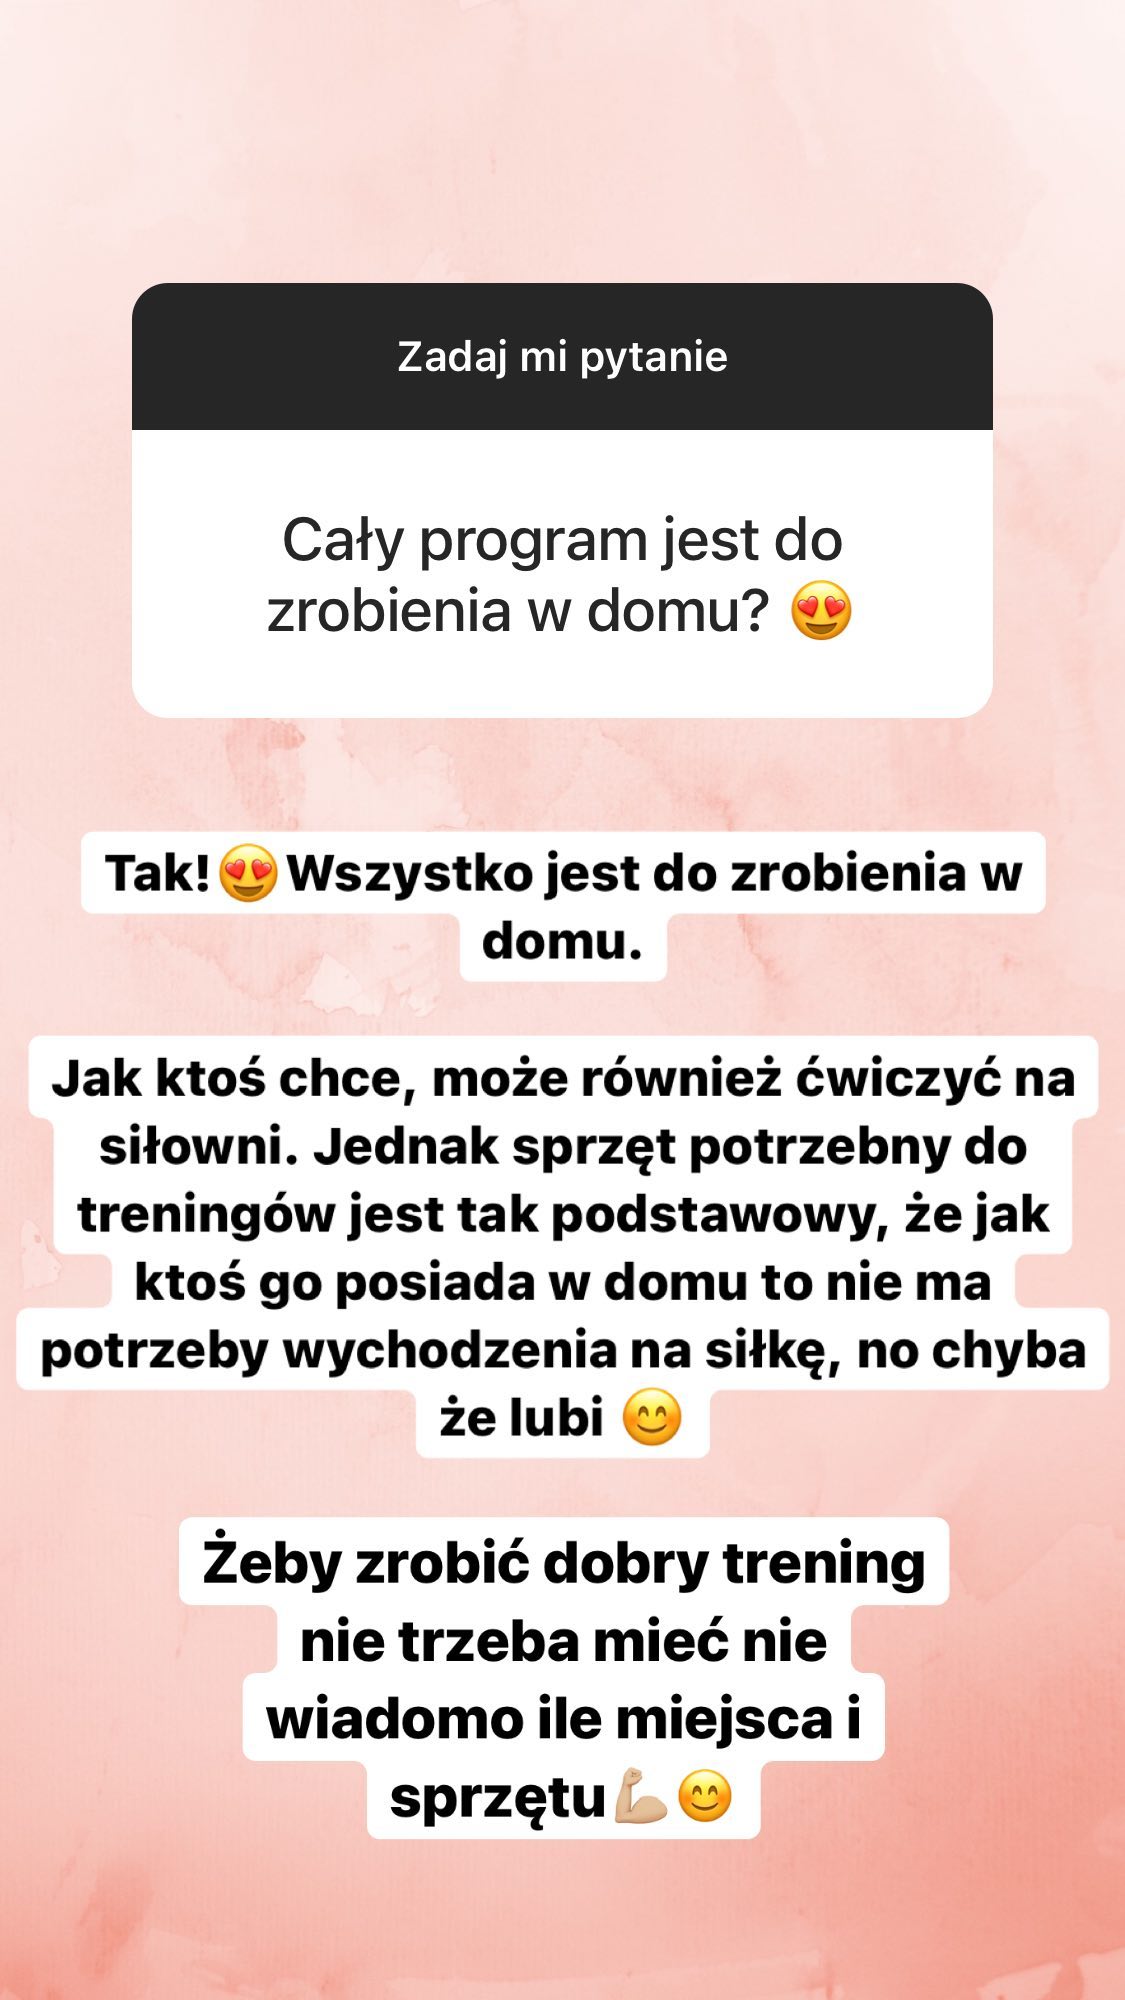 Zadaj mi pytanie
Cały program jest do
zrobienia w domu? 😍
Tak!😍Wszystko jest do zrobienia w
domu.
Jak ktoś chce, może również ćwiczyć na
siłowni. Jednak sprzęt potrzebny do
treningów jest tak podstawowy, że jak
ktoś go posiada w domu to nie ma
potrzeby wychodzenia na siłkę, no chyba
że lubi 😊
Żeby zrobić dobry trening
nie trzeba mieć nie
wiadomo ile miejsca i
sprzętu💪🏼😊